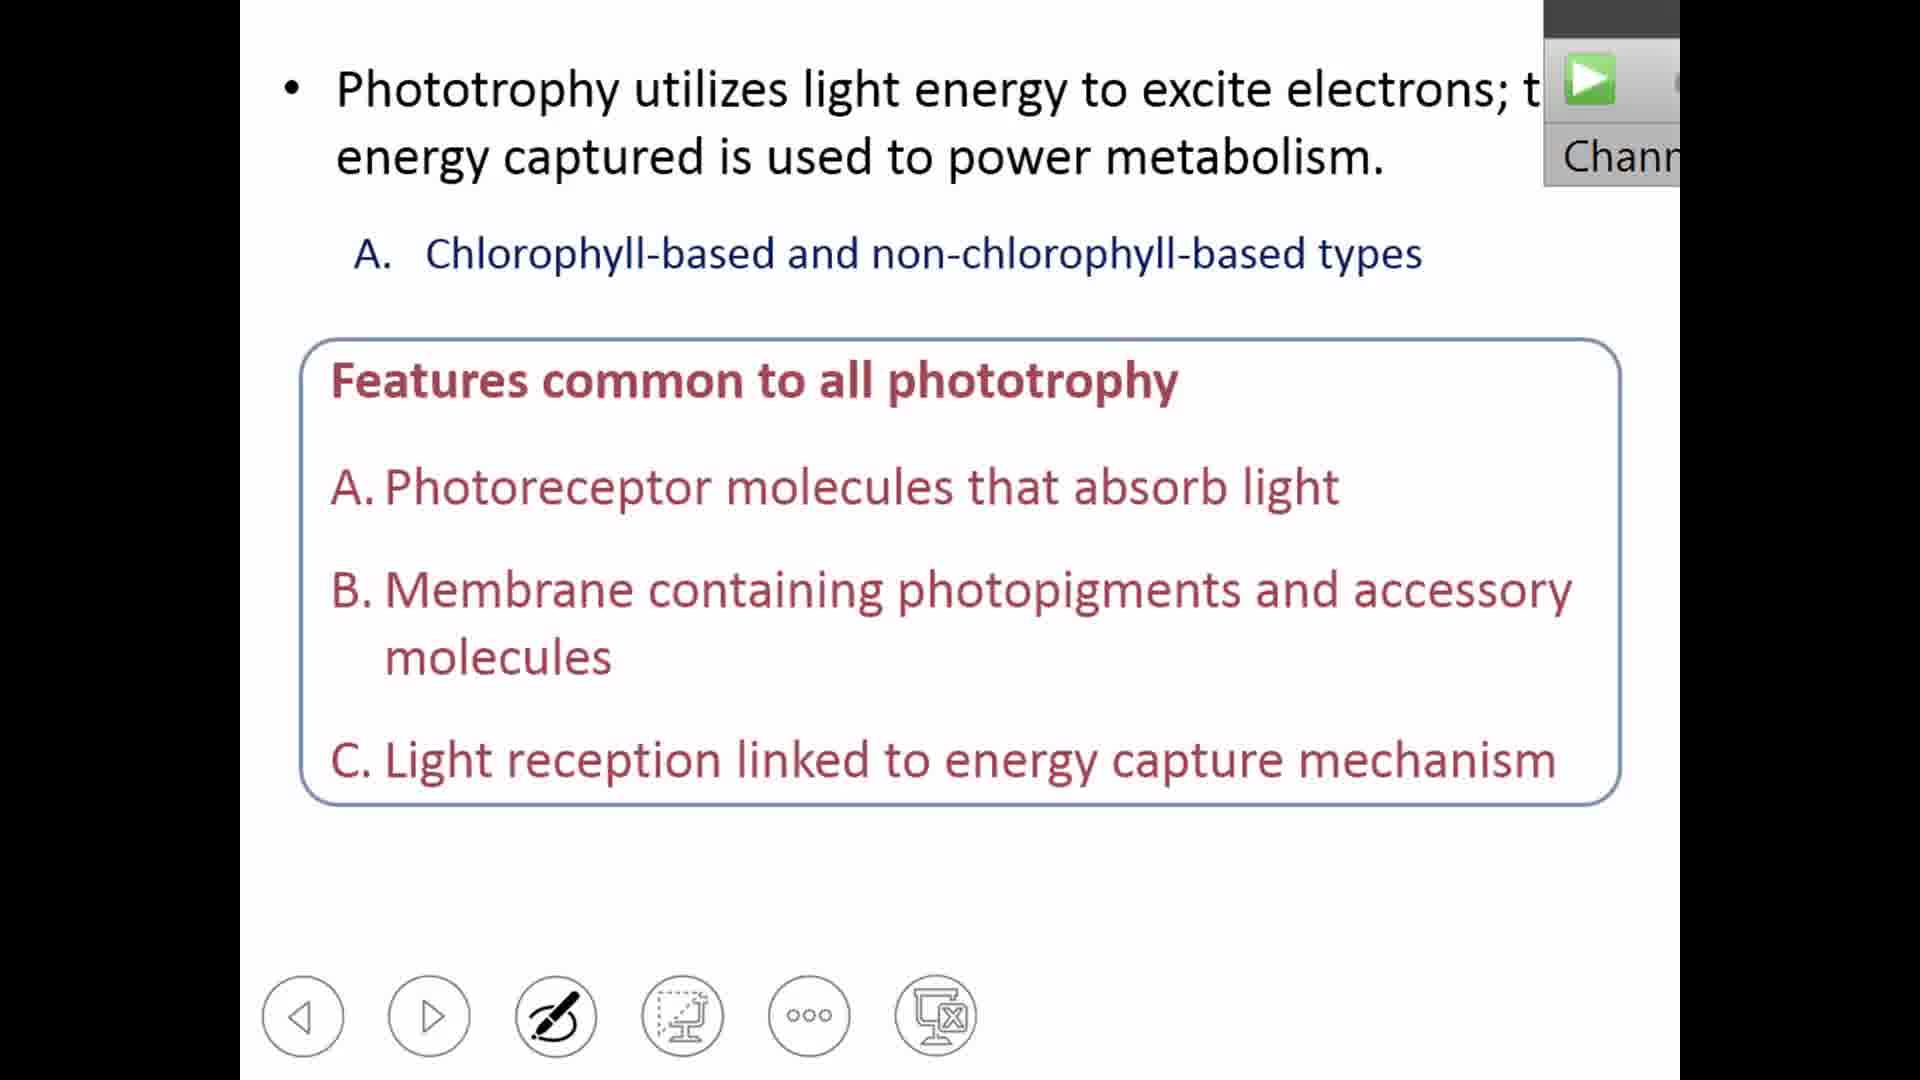 • Phototrophy utilizes light energy to excite electrons; t
energy captured is used to power metabolism.
A. Chlorophyll-based and non-chlorophyll-based types
Features common to all phototrophy
A. Photoreceptor molecules that absorb light
B. Membrane containing photopigments and accessory
molecules
C. Light reception linked to energy capture mechanism
Chann